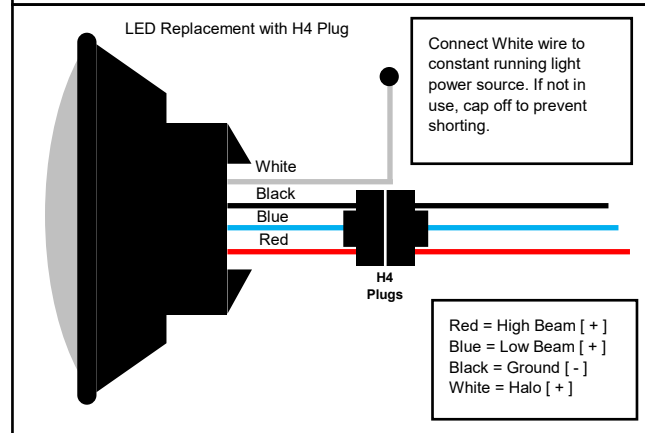 LED Replacement with H4 Plug
Connect White wire to
constant running light
power source. If not in
use, cap off to prevent
shorting.
White
Black
Blue
Red
H4
Plugs
Red = High Beam [ + ]
Blue = Low Beam [ + ]
Black = Ground [ - ]
White = Halo [ + ]